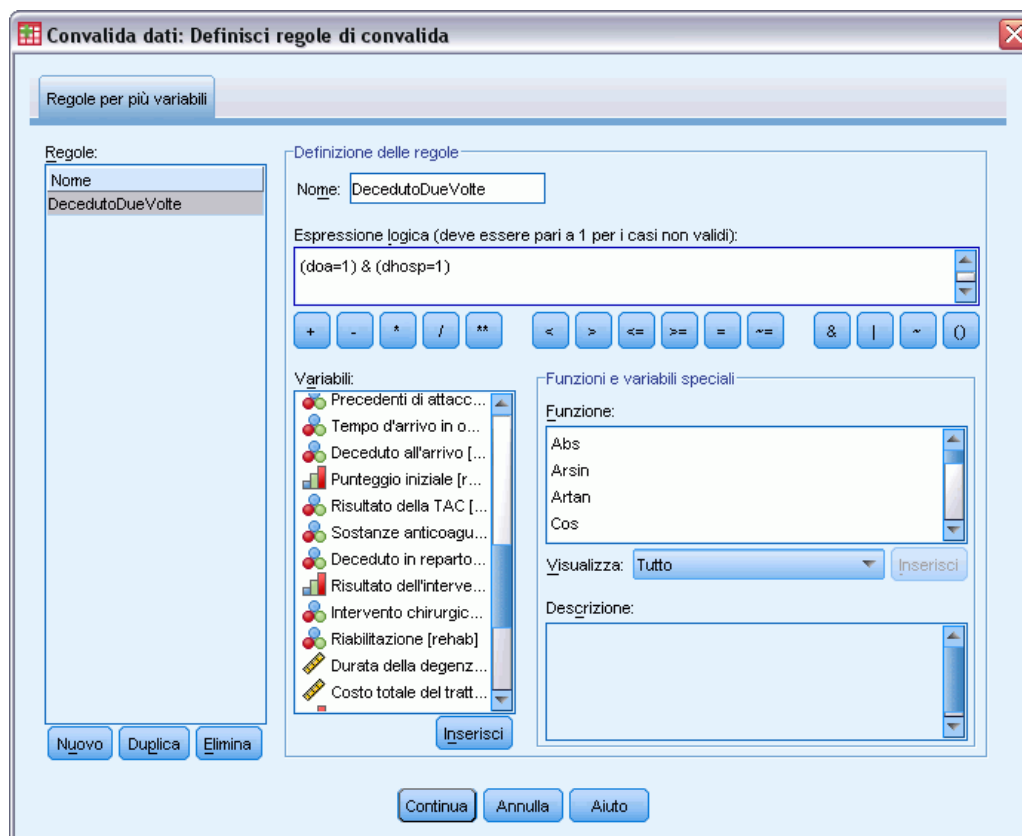 Convalida dati: Definisci regole di convalida
Regole per più variabili
Regole:
Nome
DecedutoDueVolte
Nuovo Duplica Elimina
Definizione delle regole
Nome: DecedutoDueVolte
Espressione logica (deve essere pari a 1 per i casi non validi):
(doa=1) & (dhosp=1)
+ - * / ** < > <= >= = ~= & | ~ ()
Variabili:
Precedenti di attacc...
Tempo d'arrivo in o...
Deceduto all'arrivo [...
Punteggio iniziale [r...
Risultato della TAC [...
Sostanze anticoagu...
Deceduto in reparto...
Risultato dell'interve...
Intervento chirurgic...
Riabilitazione [rehab]
Durata della degenz...
Costo totale del tratt...
Inserisci
Funzioni e variabili speciali
Funzione:
Abs
Arsin
Artan
Cos
Visualizza: Tutto Inserisci
Descrizione:
Continua Annulla Aiuto